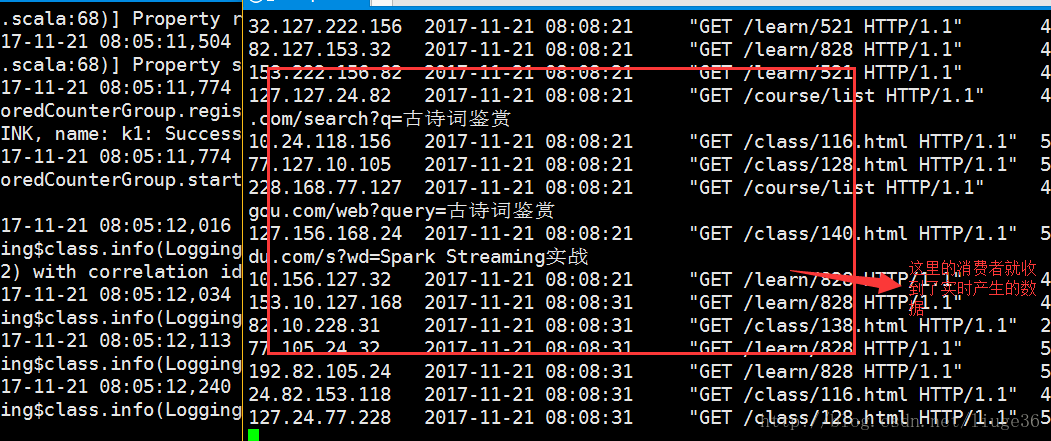 .scala:68)] Property r
17-11-21 08:05:11,504
.scala:68)] Property s
17-11-21 08:05:11,774
oredCounterGroup.regis
INK, name: k1: Success
17-11-21 08:05:11,774
oredCounterGroup.start
17-11-21 08:05:12,016
ing$class.info(Logging
2) with correlation id
17-11-21 08:05:12,034
ing$class.info(Logging
17-11-21 08:05:12,113
ing$class.info(Logging
17-11-21 08:05:12,240
ing$class.info(Logging
32.127.222.156 2017-11-21 08:08:21 "GET /learn/521 HTTP/1.1" 4
82.127.153.32 2017-11-21 08:08:21 "GET /learn/828 HTTP/1.1" 4
153.222.156.82 2017-11-21 08:08:21 "GET /learn/521 HTTP/1.1" 4
127.127.24.82 2017-11-21 08:08:21 "GET /course/list HTTP/1.1" 4
.com/search?q=古诗词鉴赏
10.24.118.156 2017-11-21 08:08:21 "GET /class/116.html HTTP/1.1" 5
77.127.10.105 2017-11-21 08:08:21 "GET /class/128.html HTTP/1.1" 5
228.168.77.127 2017-11-21 08:08:21 "GET /course/list HTTP/1.1" 4
gou.com/web?query=古诗词鉴赏
127.156.168.24 2017-11-21 08:08:21 "GET /class/140.html HTTP/1.1" 5
du.com/s?wd=Spark Streaming实战
10.156.127.32 2017-11-21 08:08:21 "GET /learn/828 HTTP/1.1" 4
153.10.127.168 2017-11-21 08:08:31 "GET /learn/828 HTTP/1.1" 4
82.10.228.31 2017-11-21 08:08:31 "GET /class/138.html HTTP/1.1" 2
77.105.24.32 2017-11-21 08:08:31 "GET /learn/828 HTTP/1.1" 5
192.82.105.24 2017-11-21 08:08:31 "GET /learn/828 HTTP/1.1" 5
24.82.153.118 2017-11-21 08:08:31 "GET /class/116.html HTTP/1.1" 4
127.24.77.228 2017-11-21 08:08:31 "GET /class/128.html HTTP/1.1" 5
这里的消费者就收
到了实时产生的数
据
http://blog.csdn.net/liuge36